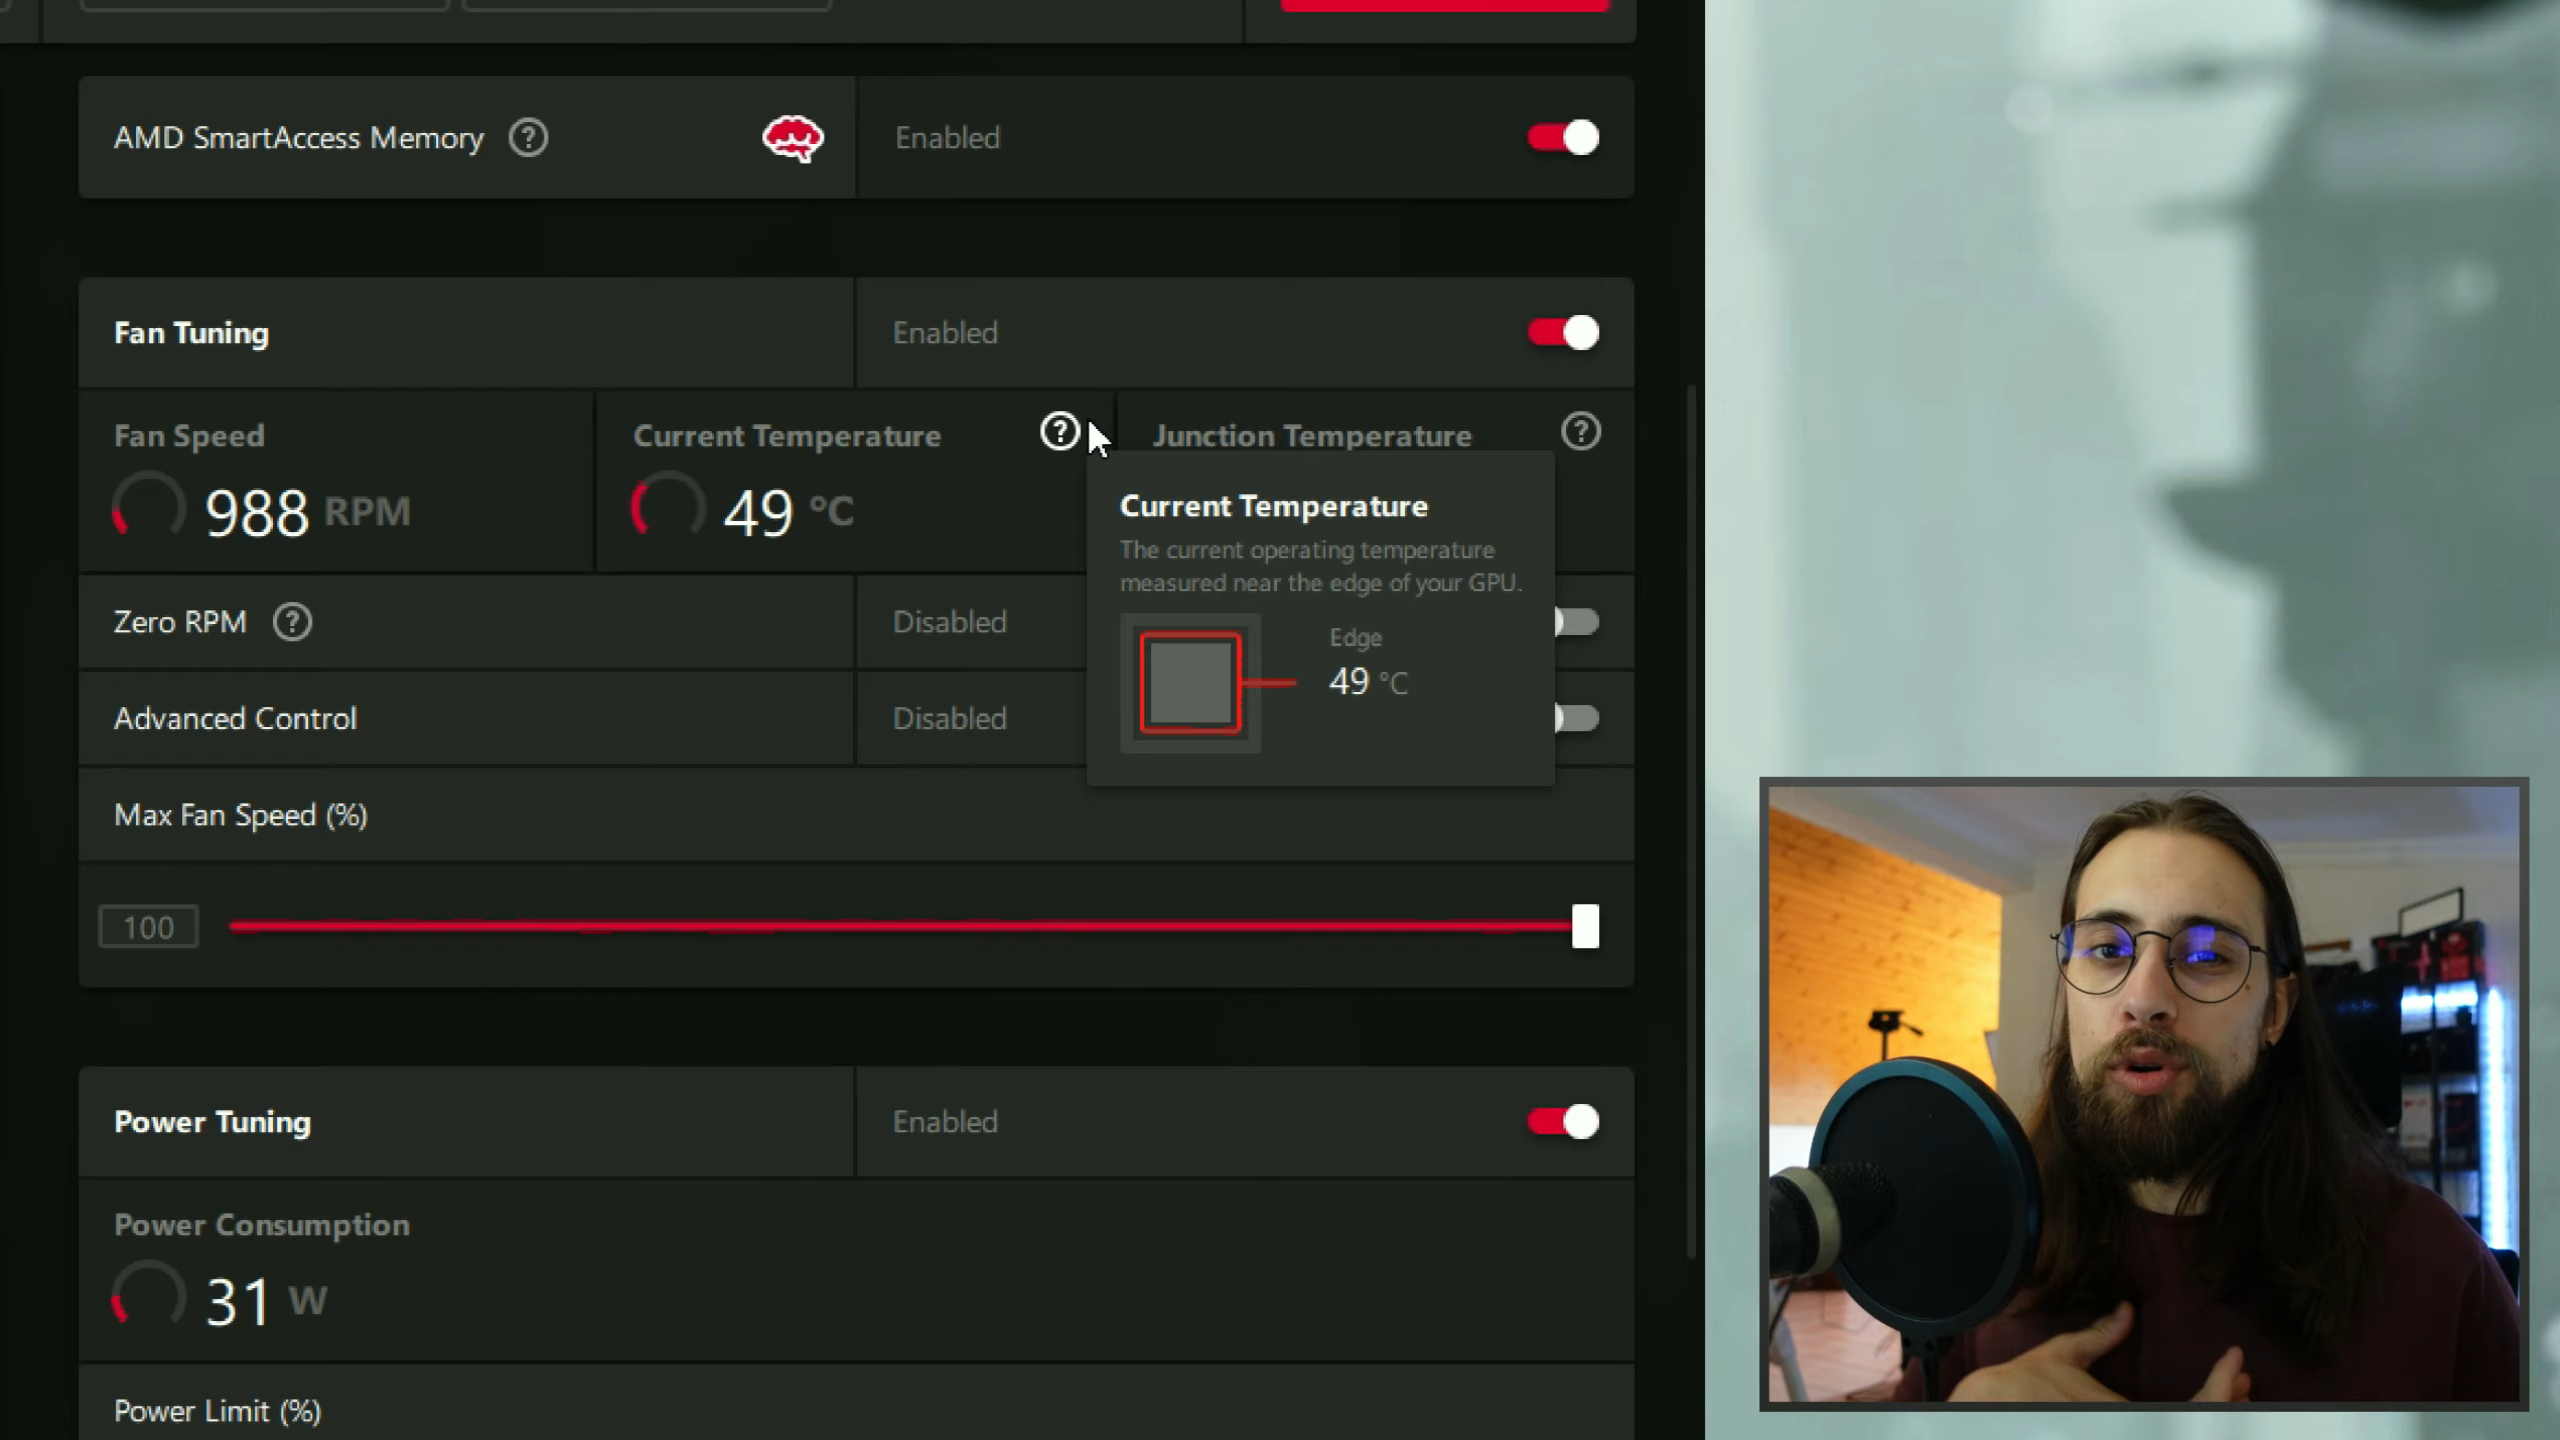 AMD SmartAccess Memory ?
Enabled
Fan Tuning
Enabled
Fan Speed
988 RPM
Current Temperature ?
49 °C
Junction Temperature ?
Current Temperature
The current operating temperature
measured near the edge of your GPU.
Edge
49 °C
Zero RPM ?
Disabled
Advanced Control
Disabled
Max Fan Speed (%)
100
Power Tuning
Enabled
Power Consumption
31 W
Power Limit (%)